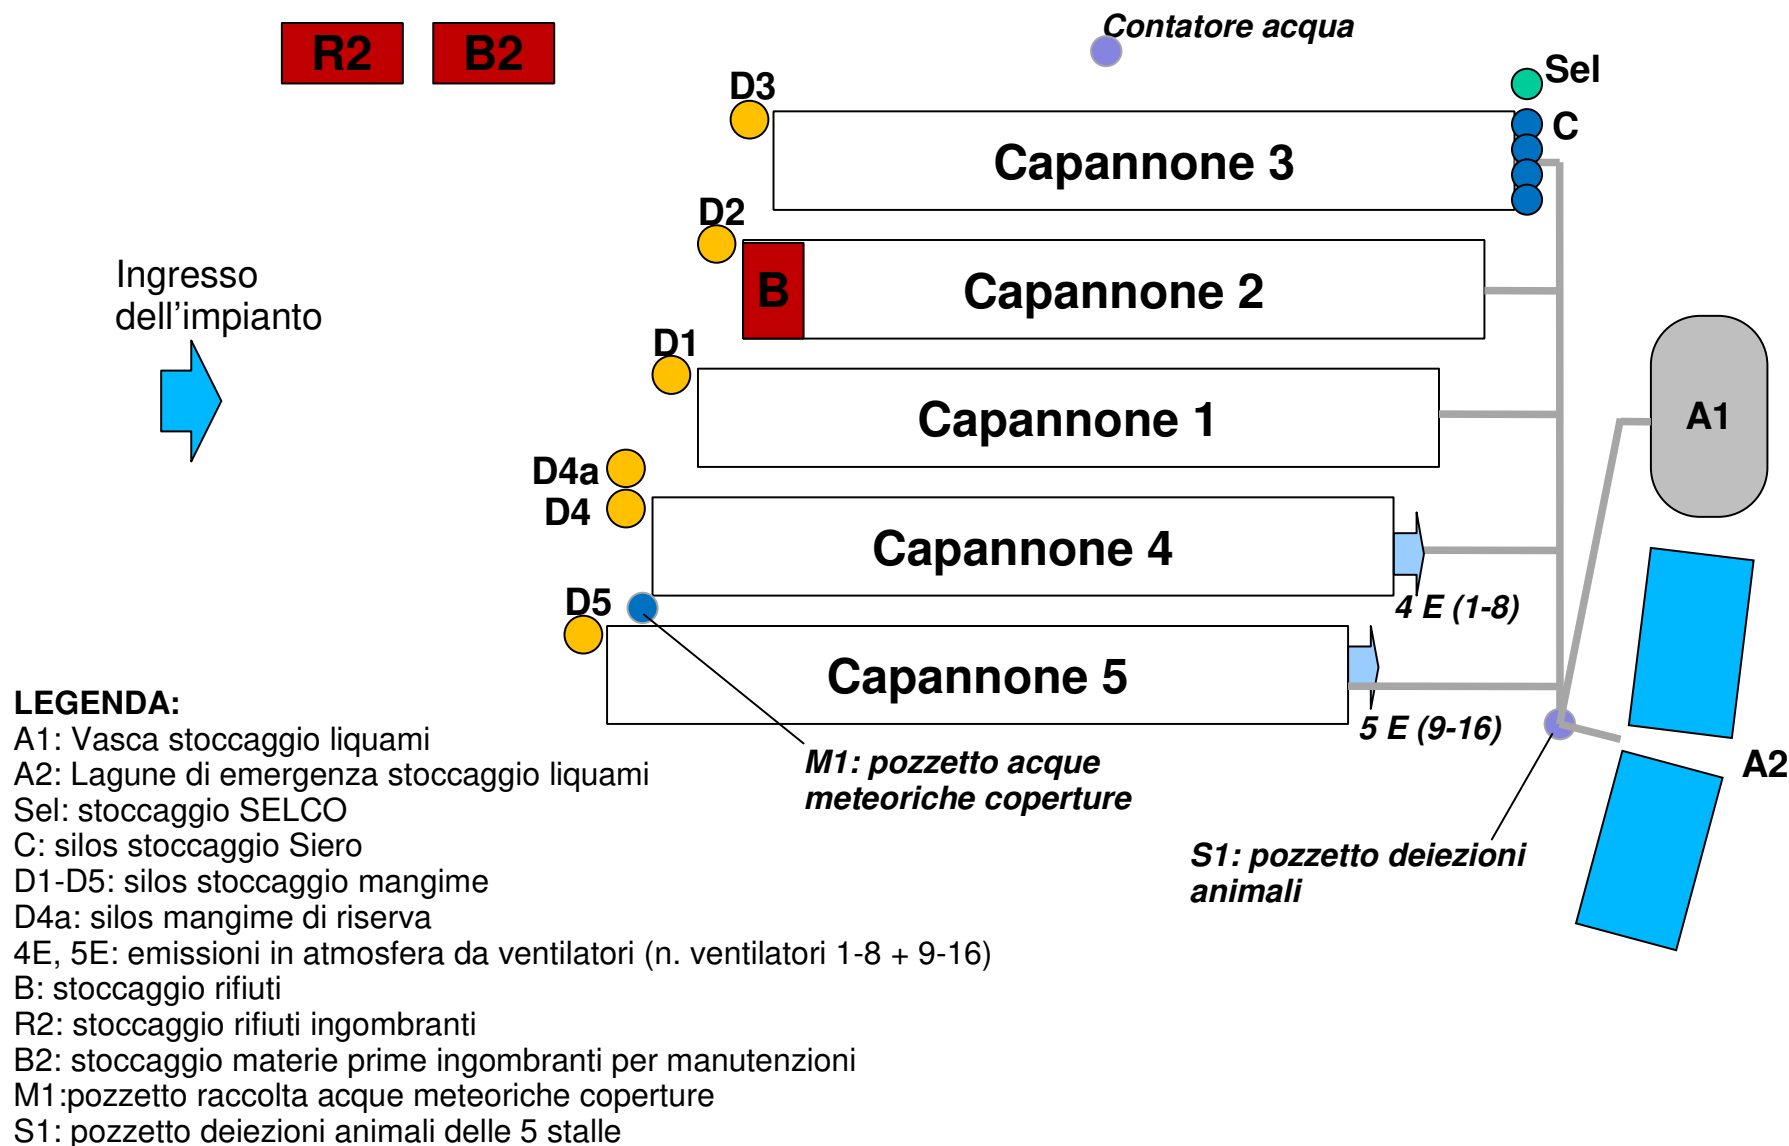 Contatore acqua
R2
B2
Sel
D3
C
Capannone 3
D2
B
Capannone 2
Ingresso
dell'impianto
D1
Capannone 1
A1
D4a
D4
Capannone 4
4 E (1-8)
D5
Capannone 5
5 E (9-16)
A2
M1: pozzetto acque
meteoriche coperture
S1: pozzetto deiezioni
animali
LEGENDA:
A1: Vasca stoccaggio liquami
A2: Lagune di emergenza stoccaggio liquami
Sel: stoccaggio SELCO
C: silos stoccaggio Siero
D1-D5: silos stoccaggio mangime
D4a: silos mangime di riserva
4E, 5E: emissioni in atmosfera da ventilatori (n. ventilatori 1-8 + 9-16)
B: stoccaggio rifiuti
R2: stoccaggio rifiuti ingombranti
B2: stoccaggio materie prime ingombranti per manutenzioni
M1:pozzetto raccolta acque meteoriche coperture
S1: pozzetto deiezioni animali delle 5 stalle